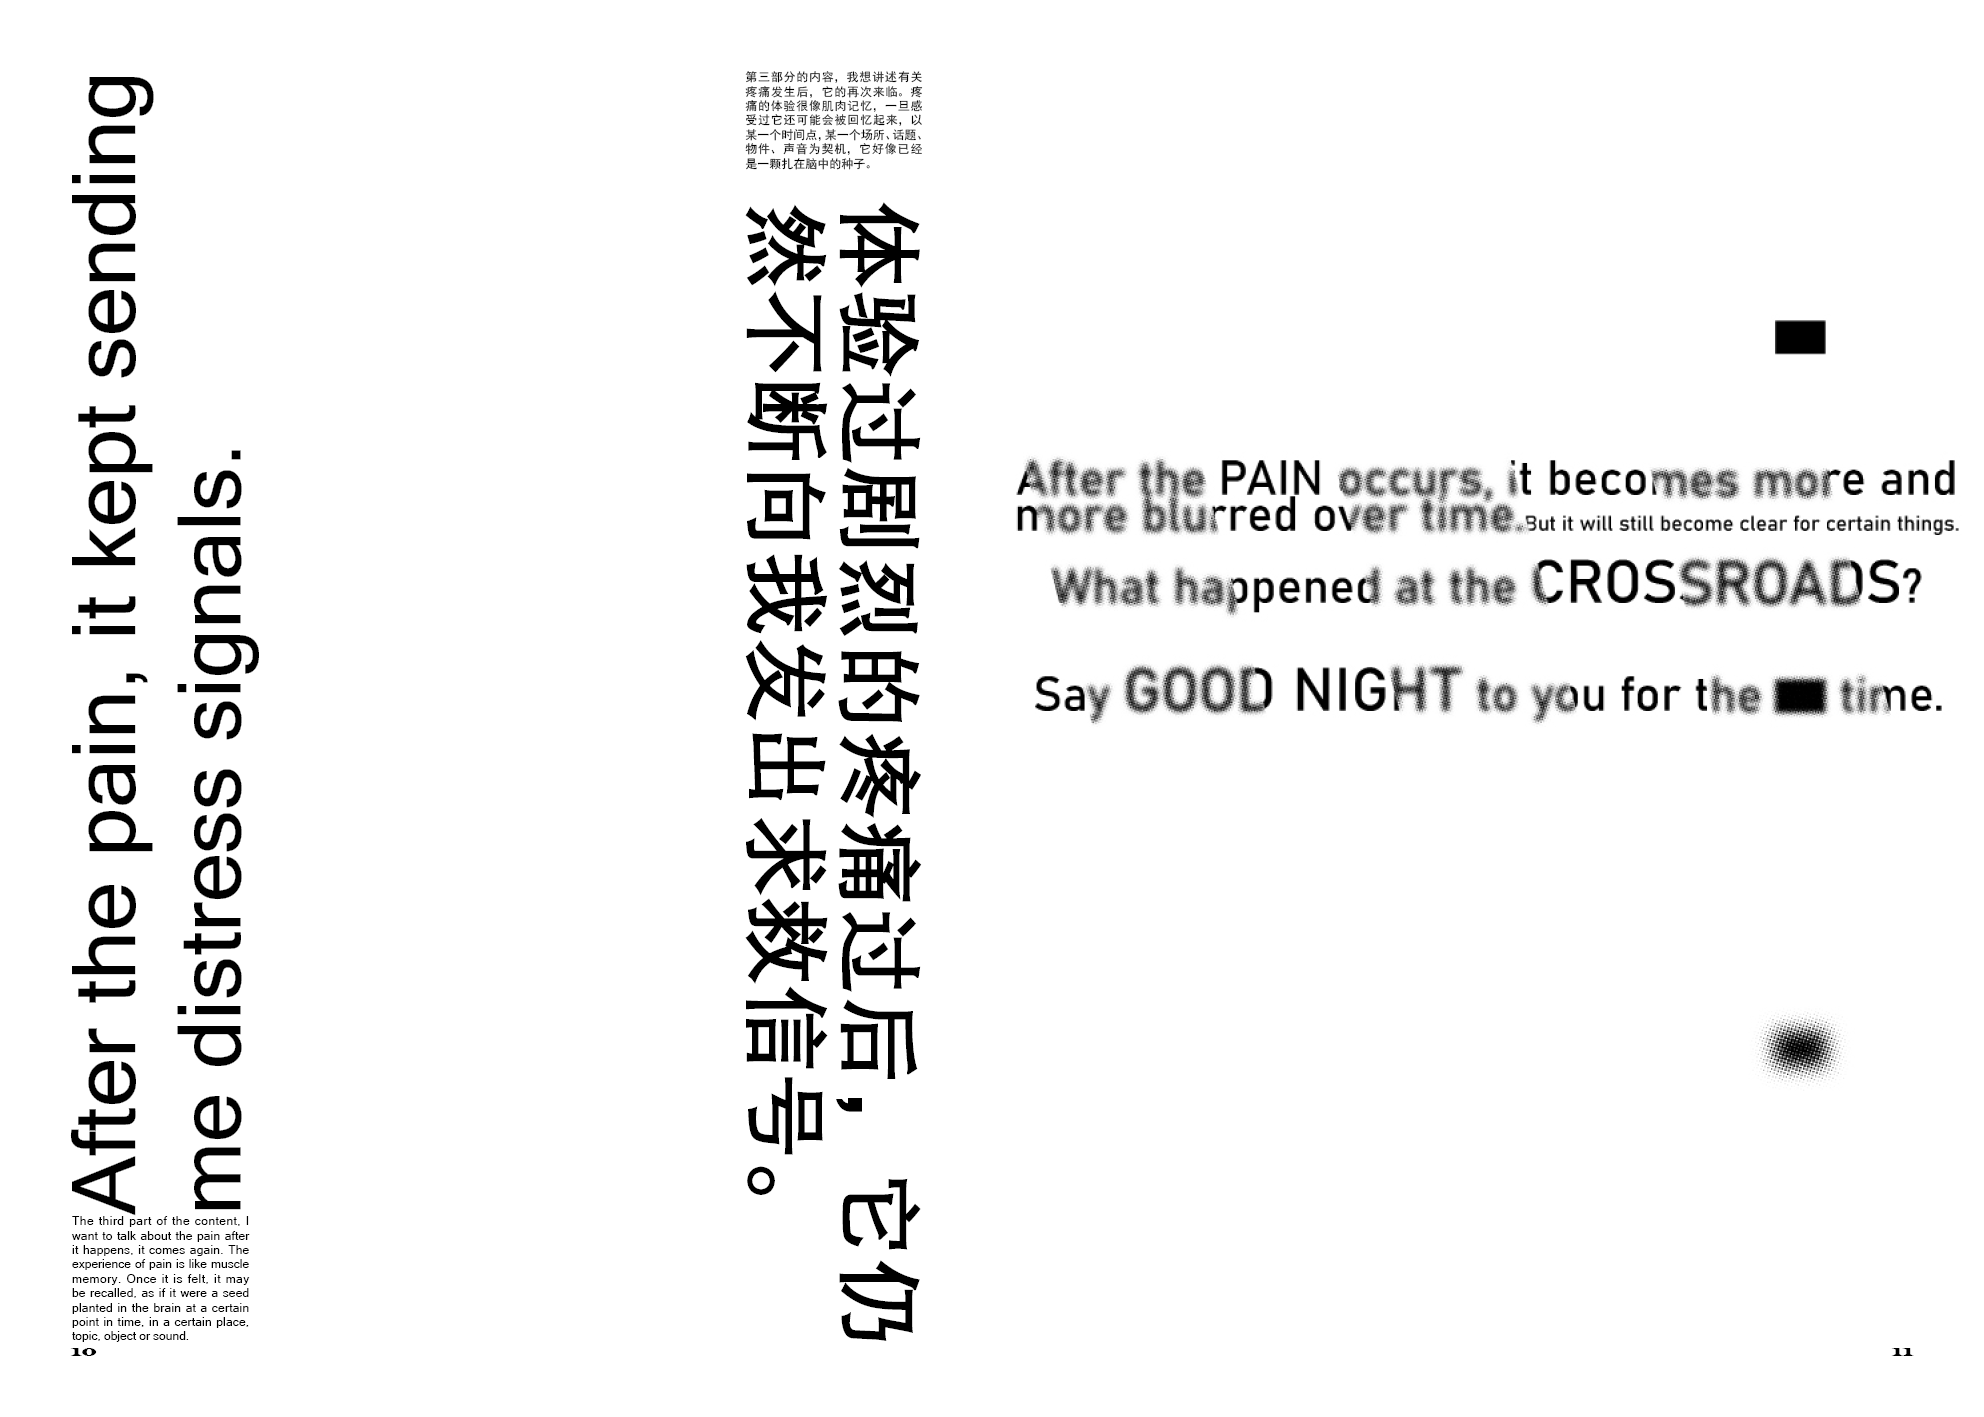 After the pain, it kept sending
me distress signals.
The third part of the content, I
want to talk about the pain after
it happens, it comes again. The
experience of pain is like muscle
memory. Once it is felt, it may
be recalled, as if it were a seed
planted in the brain at a certain
point in time, in a certain place,
topic, object or sound.
10
第三部分的内容，我想讲述有关
疼痛发生后，它的再次来临。疼
痛的体验很像肌肉记忆，一旦感
受过它还可能会被回忆起来，以
某一个时间点，某一个场所、话题、
物件、声音为契机，它好像已经
是一颗扎在脑中的种子。
体验过剧烈的疼痛过后，它仍
然不断向我发出求救信号。
After the PAIN occurs, it becomes more and
more blurred over time.But it will still become clear for certain things.
What happened at the CROSSROADS?
Say GOOD NIGHT to you for the time.
11